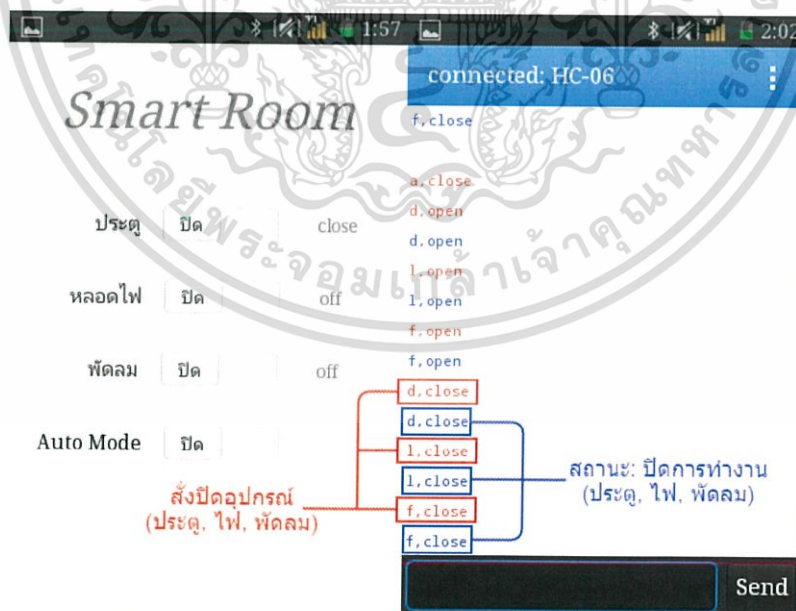 1:57
2:02
Smart Room
ประตู ปิด close
หลอดไฟ ปิด off
พัดลม ปิด off
Auto Mode ปิด
สั่งปิดอุปกรณ์
(ประตู, ไฟ, พัดลม)
connected: HC-06
f,close
a,close
d,open
d,open
l,open
l,open
f,open
f,open
d,close
d,close
l,close
l,close
f,close
f,close
สถานะ: ปิดการทำงาน
(ประตู, ไฟ, พัดลม)
Send